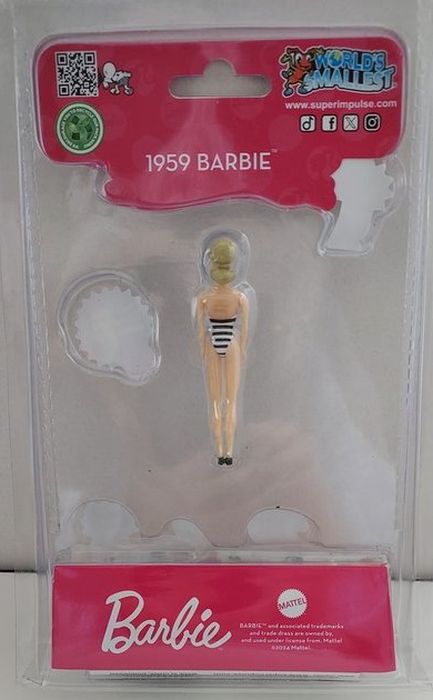 WORLD'S
SMALLEST
www.superimpulse.com
1959 BARBIE™
Barbie
MATTEL
BARBIE™ and associated trademarks
and trade dress are owned by,
and used under license from, Mattel
©2024 Mattel.